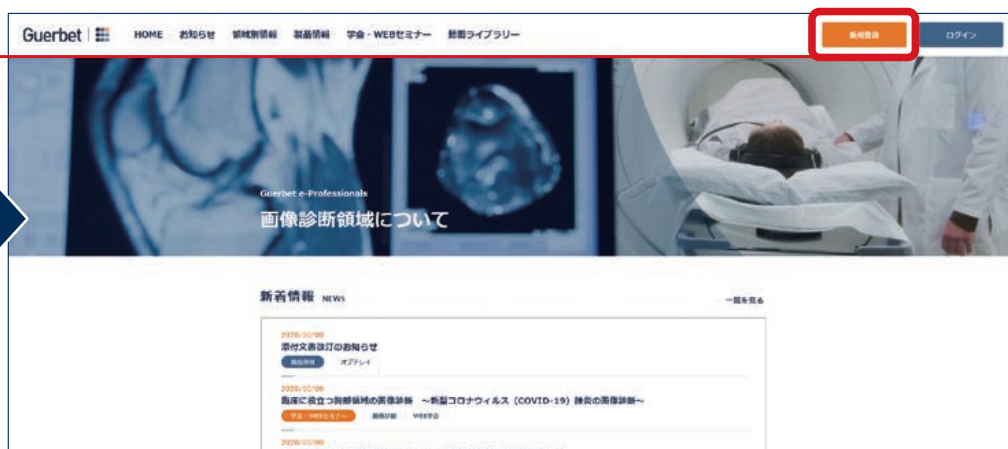 Guerbet
HOME お知らせ 領域別情報 製品情報 学会・WEBセミナー 動画ライブラリー
新規登録 ログイン
Guerbet e-Professionals
画像診断領域について
新着情報 NEWS
一覧を見る
2020/00/00
添付文書改訂のお知らせ
製品情報 オプチレイ
2020/00/00
臨床に役立つ胸部領域の画像診断 ～新型コロナウィルス（COVID-19）肺炎の画像診断～
学会・WEBセミナー 画像診断 WEB学会
2020/00/00